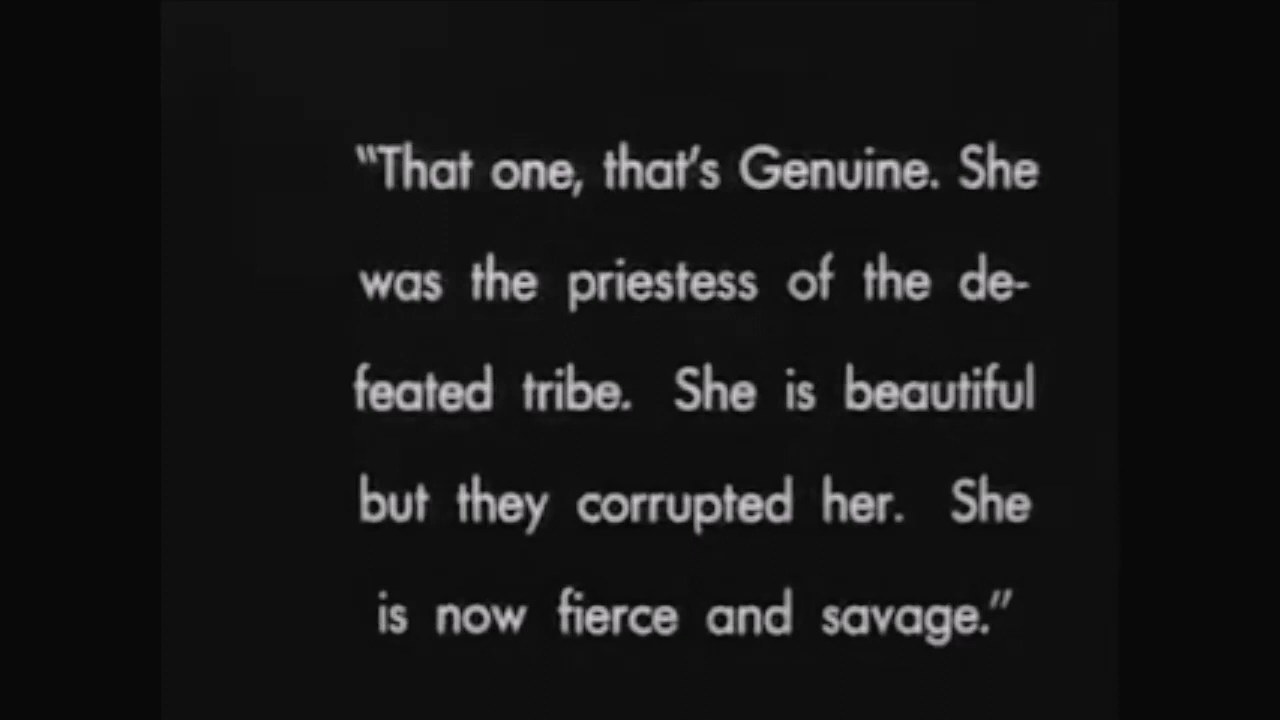 “That one, that’s Genuine. She
was the priestess of the de-
feated tribe. She is beautiful
but they corrupted her. She
is now fierce and savage.”